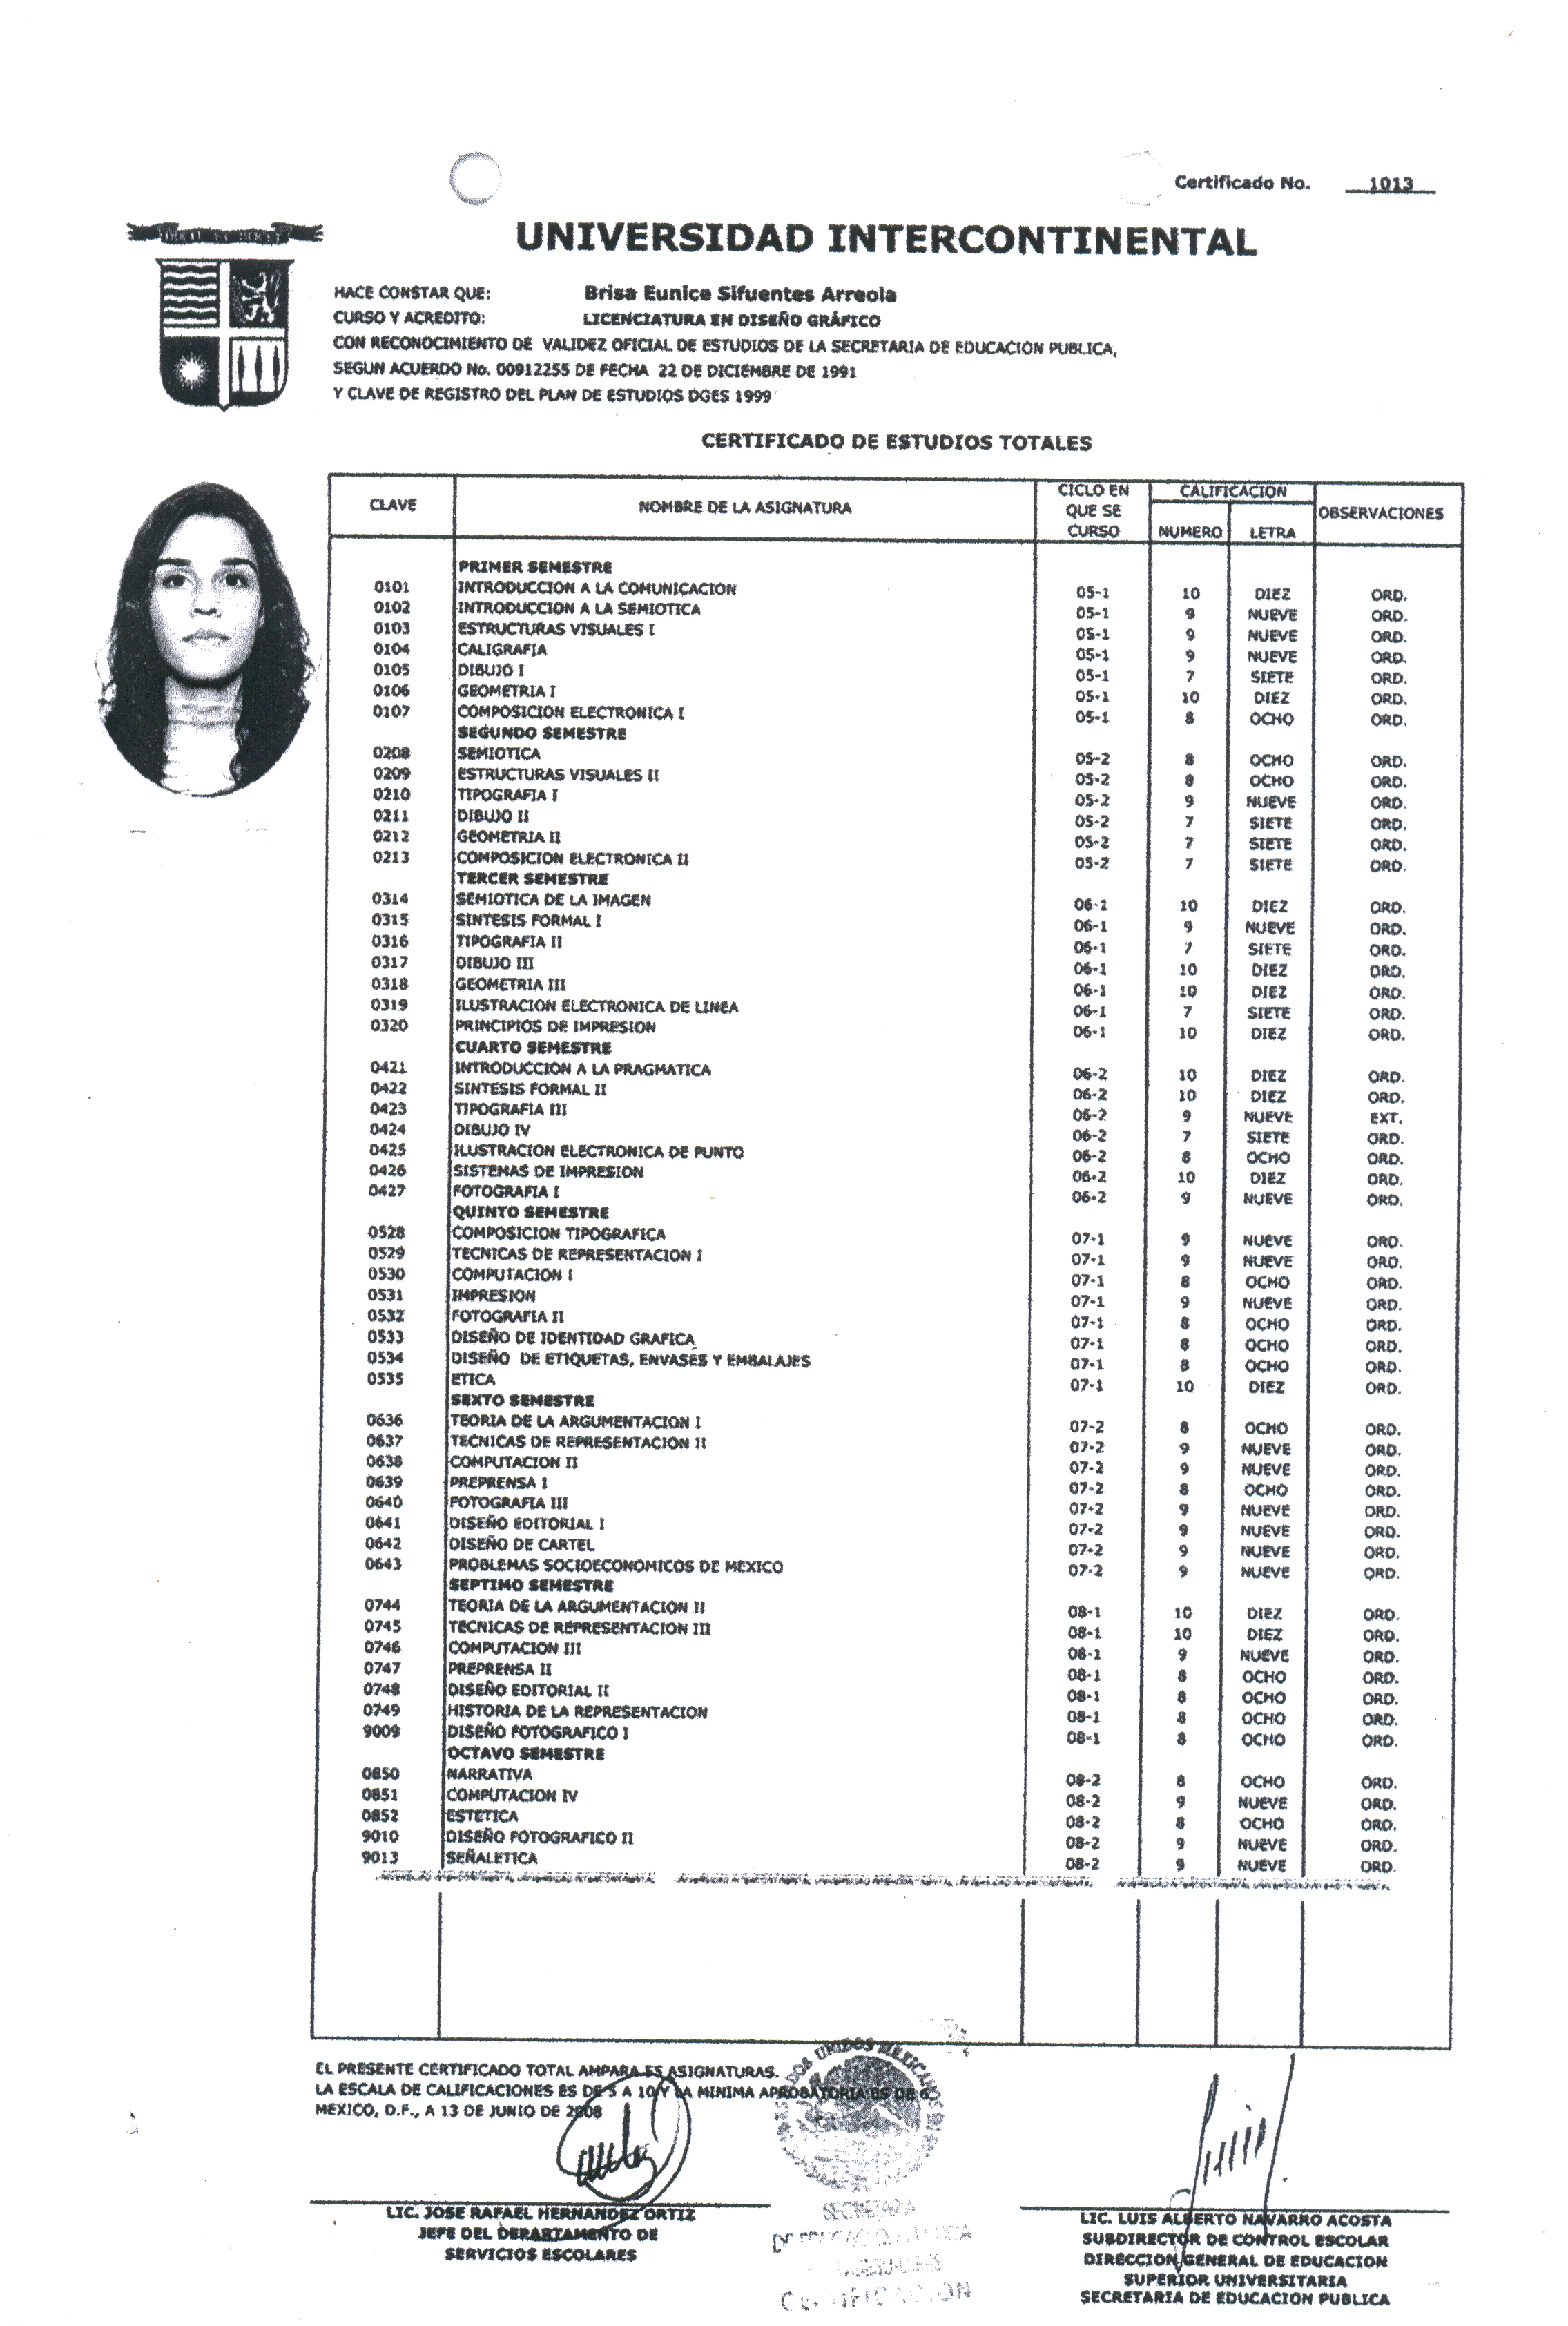 Certificado No. 1013
UNIVERSIDAD INTERCONTINENTAL
HACE CONSTAR QUE: Brisa Eunice Sifuentes Arreola
CURSO Y ACREDITO: LICENCIATURA EN DISEÑO GRÁFICO
CON RECONOCIMIENTO DE VALIDEZ OFICIAL DE ESTUDIOS DE LA SECRETARIA DE EDUCACION PUBLICA,
SEGUN ACUERDO No. 00912255 DE FECHA 22 DE DICIEMBRE DE 1991
Y CLAVE DE REGISTRO DEL PLAN DE ESTUDIOS DGES 1999
CERTIFICADO DE ESTUDIOS TOTALES
CLAVE NOMBRE DE LA ASIGNATURA CICLO EN QUE SE CURSO CALIFICACION NUMERO LETRA OBSERVACIONES
PRIMER SEMESTRE
0101 INTRODUCCION A LA COMUNICACION 05-1 10 DIEZ ORD.
0102 INTRODUCCION A LA SEMIOTICA 05-1 9 NUEVE ORD.
0103 ESTRUCTURAS VISUALES I 05-1 9 NUEVE ORD.
0104 CALIGRAFIA 05-1 9 NUEVE ORD.
0105 DIBUJO I 05-1 7 SIETE ORD.
0106 GEOMETRIA I 05-1 10 DIEZ ORD.
0107 COMPOSICION ELECTRONICA I 05-1 8 OCHO ORD.
SEGUNDO SEMESTRE
0208 SEMIOTICA 05-2 8 OCHO ORD.
0209 ESTRUCTURAS VISUALES II 05-2 8 OCHO ORD.
0210 TIPOGRAFIA I 05-2 9 NUEVE ORD.
0211 DIBUJO II 05-2 7 SIETE ORD.
0212 GEOMETRIA II 05-2 7 SIETE ORD.
0213 COMPOSICION ELECTRONICA II 05-2 7 SIETE ORD.
TERCER SEMESTRE
0314 SEMIOTICA DE LA IMAGEN 06-1 10 DIEZ ORD.
0315 SINTESIS FORMAL I 06-1 9 NUEVE ORD.
0316 TIPOGRAFIA II 06-1 7 SIETE ORD.
0317 DIBUJO III 06-1 10 DIEZ ORD.
0318 GEOMETRIA III 06-1 10 DIEZ ORD.
0319 ILUSTRACION ELECTRONICA DE LINEA 06-1 7 SIETE ORD.
0320 PRINCIPIOS DE IMPRESION 06-1 10 DIEZ ORD.
CUARTO SEMESTRE
0421 INTRODUCCION A LA PRAGMATICA 06-2 10 DIEZ ORD.
0422 SINTESIS FORMAL II 06-2 10 DIEZ ORD.
0423 TIPOGRAFIA III 06-2 9 NUEVE EXT.
0424 DIBUJO IV 06-2 7 SIETE ORD.
0425 ILUSTRACION ELECTRONICA DE PUNTO 06-2 8 OCHO ORD.
0426 SISTEMAS DE IMPRESION 06-2 10 DIEZ ORD.
0427 FOTOGRAFIA I 06-2 9 NUEVE ORD.
QUINTO SEMESTRE
0528 COMPOSICION TIPOGRAFICA 07-1 9 NUEVE ORD.
0529 TECNICAS DE REPRESENTACION I 07-1 9 NUEVE ORD.
0530 COMPUTACION I 07-1 8 OCHO ORD.
0531 IMPRESION 07-1 9 NUEVE ORD.
0532 FOTOGRAFIA II 07-1 8 OCHO ORD.
0533 DISEÑO DE IDENTIDAD GRAFICA 07-1 8 OCHO ORD.
0534 DISEÑO DE ETIQUETAS, ENVASES Y EMBALAJES 07-1 8 OCHO ORD.
0535 ETICA 07-1 10 DIEZ ORD.
SEXTO SEMESTRE
0636 TEORIA DE LA ARGUMENTACION I 07-2 8 OCHO ORD.
0637 TECNICAS DE REPRESENTACION II 07-2 9 NUEVE ORD.
0638 COMPUTACION II 07-2 9 NUEVE ORD.
0639 PREPRENSA I 07-2 8 OCHO ORD.
0640 FOTOGRAFIA III 07-2 9 NUEVE ORD.
0641 DISEÑO EDITORIAL I 07-2 9 NUEVE ORD.
0642 DISEÑO DE CARTEL 07-2 9 NUEVE ORD.
0643 PROBLEMAS SOCIOECONOMICOS DE MEXICO 07-2 9 NUEVE ORD.
SEPTIMO SEMESTRE
0744 TEORIA DE LA ARGUMENTACION II 08-1 10 DIEZ ORD.
0745 TECNICAS DE REPRESENTACION III 08-1 10 DIEZ ORD.
0746 COMPUTACION III 08-1 9 NUEVE ORD.
0747 PREPRENSA II 08-1 8 OCHO ORD.
0748 DISEÑO EDITORIAL II 08-1 8 OCHO ORD.
0749 HISTORIA DE LA REPRESENTACION 08-1 8 OCHO ORD.
9009 DISEÑO FOTOGRAFICO I 08-1 8 OCHO ORD.
OCTAVO SEMESTRE
0850 NARRATIVA 08-2 8 OCHO ORD.
0851 COMPUTACION IV 08-2 9 NUEVE ORD.
0852 ESTETICA 08-2 8 OCHO ORD.
9010 DISEÑO FOTOGRAFICO II 08-2 9 NUEVE ORD.
9013 SEÑALETICA 08-2 9 NUEVE ORD.
EL PRESENTE CERTIFICADO TOTAL AMPARA ASIGNATURAS.
LA ESCALA DE CALIFICACIONES ES DE 5 A 10 Y LA MINIMA APROBATORIA ES DE 6
MEXICO, D.F., A 13 DE JUNIO DE 2008
UNIDOS MEXICANOS
SECRETARIA
CERTIFICACION
LIC. JOSE RAFAEL HERNANDEZ ORTIZ
JEFE DEL DEPARTAMENTO DE
SERVICIOS ESCOLARES
LIC. LUIS ALBERTO NAVARRO ACOSTA
SUBDIRECTOR DE CONTROL ESCOLAR
DIRECCION GENERAL DE EDUCACION
SUPERIOR UNIVERSITARIA
SECRETARIA DE EDUCACION PUBLICA